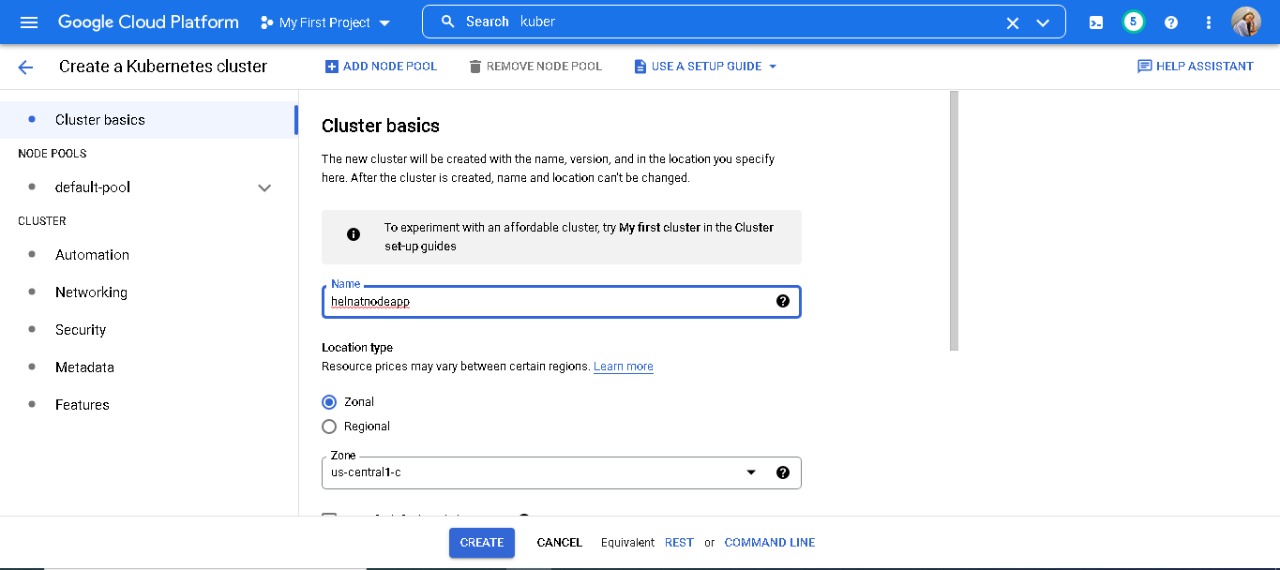 Google Cloud Platform
My First Project
Search kuber
5
Create a Kubernetes cluster
ADD NODE POOL
REMOVE NODE POOL
USE A SETUP GUIDE
HELP ASSISTANT
Cluster basics
NODE POOLS
default-pool
CLUSTER
Automation
Networking
Security
Metadata
Features
Cluster basics
The new cluster will be created with the name, version, and in the location you specify
here. After the cluster is created, name and location can't be changed.
To experiment with an affordable cluster, try My first cluster in the Cluster
set-up guides
Name
helnatnodeapp
Location type
Resource prices may vary between certain regions. Learn more
Zonal
Regional
Zone
us-central1-c
CREATE
CANCEL
Equivalent REST or COMMAND LINE